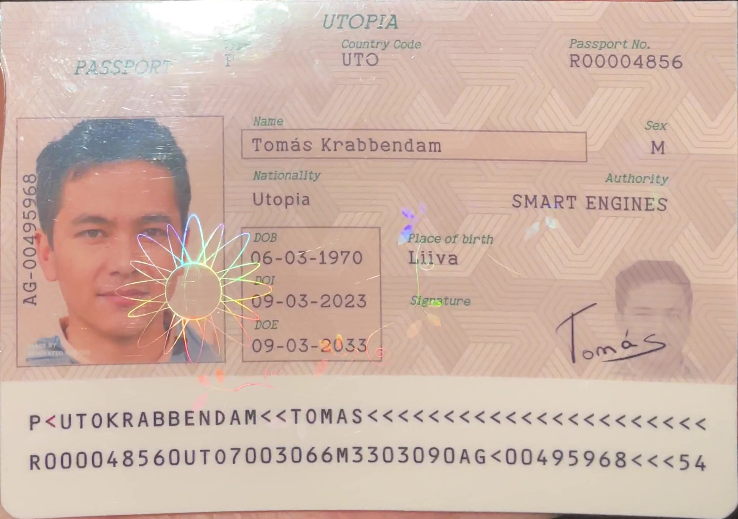 UTOPIA
PASSPORT
P
Country Code
UTO
Passport No.
R00004856
Name
Tomás Krabbendam
Sex
M
Nationality
Utopia
Authority
SMART ENGINES
AG-00495968
DOB
06-03-1970
Place of birth
Liiva
DOI
09-03-2023
Signature
DOE
09-03-2033
Tomás
P<UTOKRABBENDAM<<TOMAS<<<<<<<<<<<<<<<<<<<<<<
R000048560UTO7003066M3303090AG<00495968<<<54